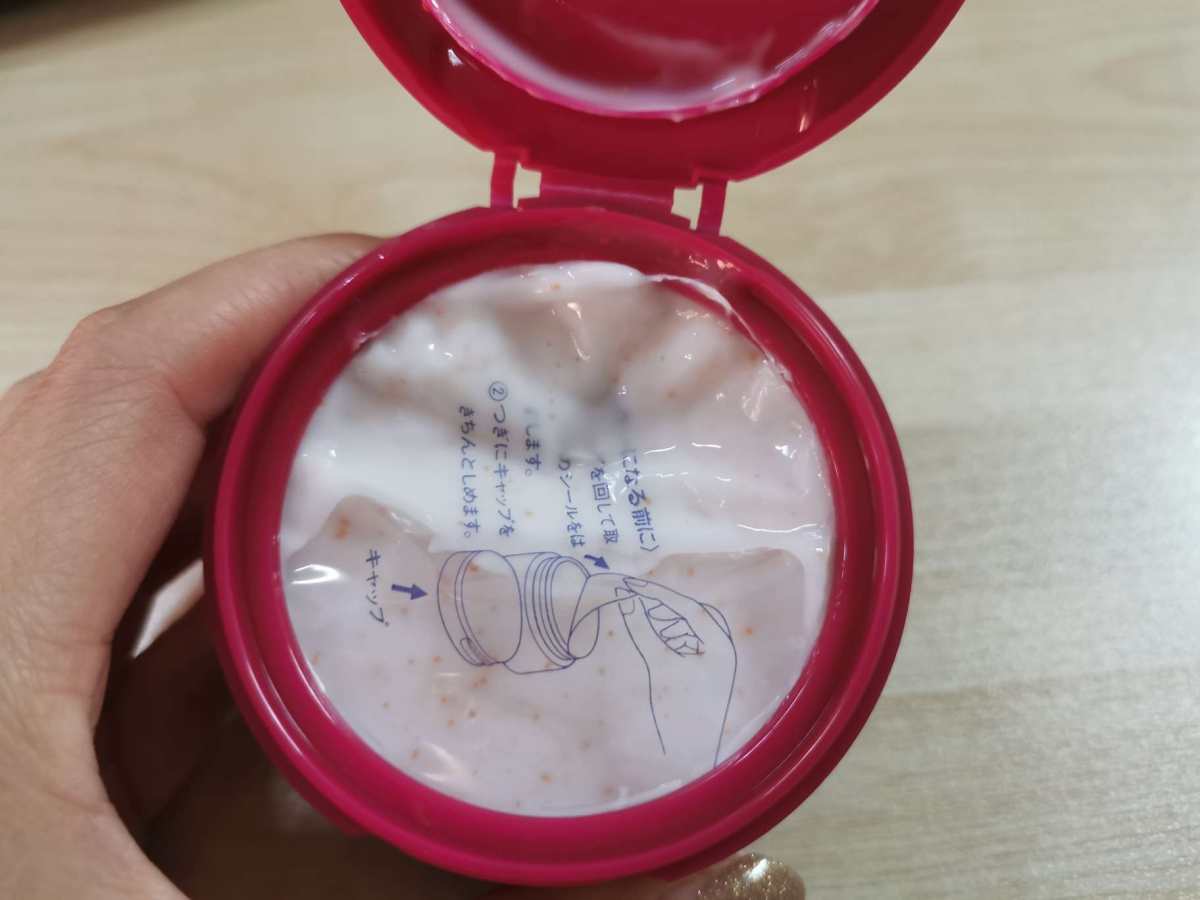 になる前に〉
を回して取
シールをは
します。
②つぎにキャップを
きちんとしめます。
キャップ